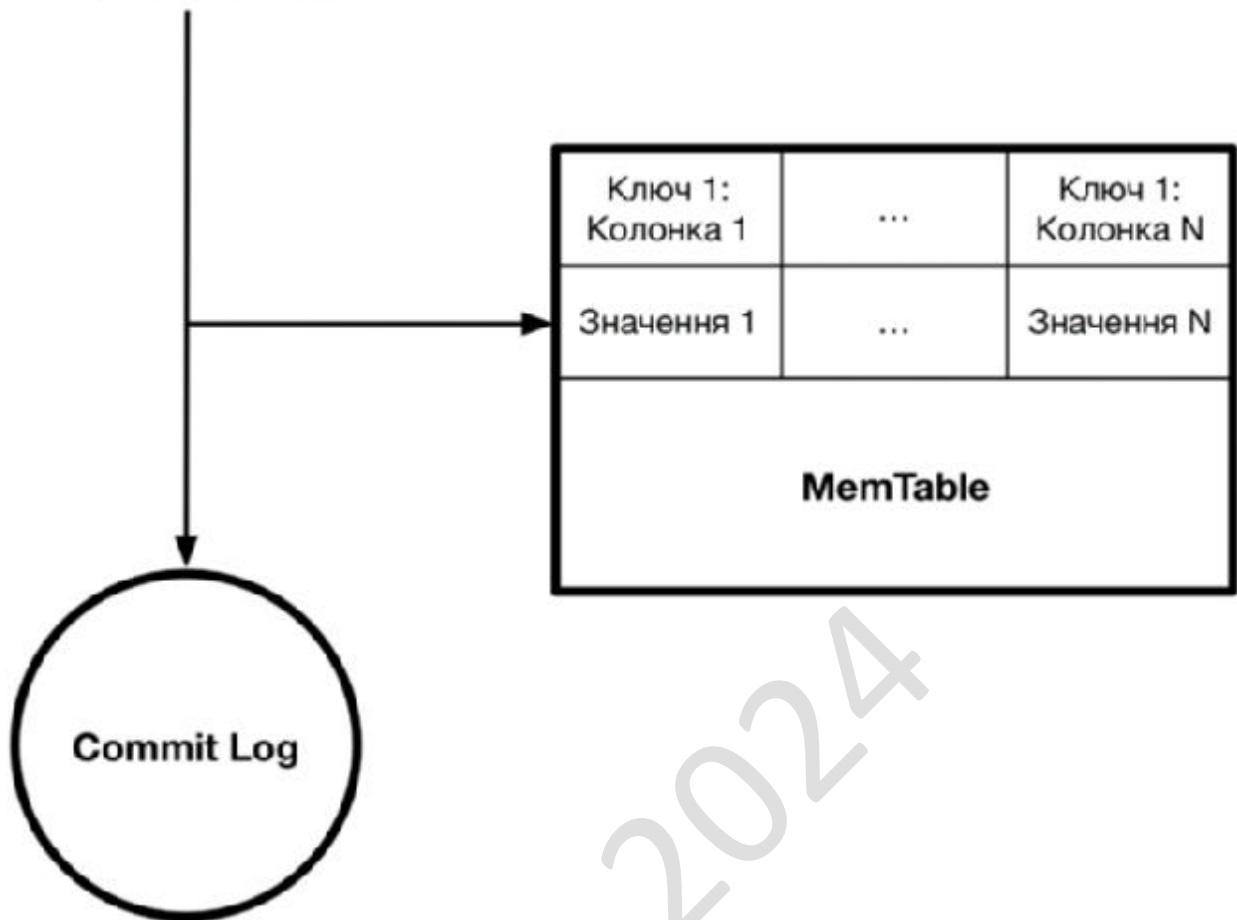 Ключ 1:
Колонка 1
...
Ключ 1:
Колонка N
Значення 1
...
Значення N
MemTable
Commit Log
2024